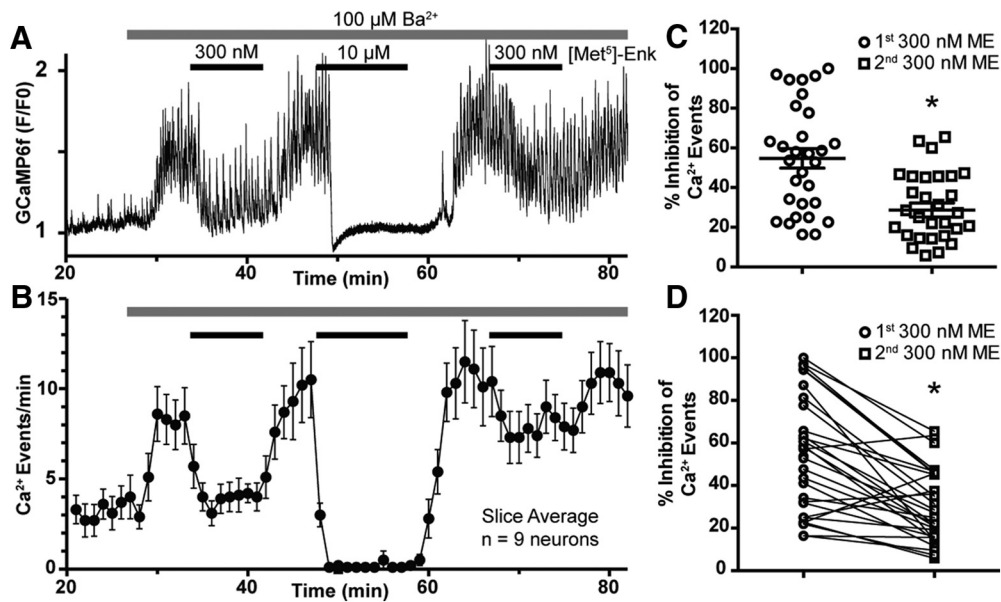 A
100 µM Ba²⁺
300 nM 10 µM 300 nM [Met⁵]-Enk
GCaMP6f (F/F0)
2
1
20 40 60 80
Time (min)
B
Ca²⁺ Events/min
15
10
5
0
Slice Average
n = 9 neurons
20 40 60 80
Time (min)
C
1ˢᵗ 300 nM ME
2ⁿᵈ 300 nM ME
*
% Inhibition of
Ca²⁺ Events
120
100
80
60
40
20
0
D
1ˢᵗ 300 nM ME
2ⁿᵈ 300 nM ME
*
% Inhibition of
Ca²⁺ Events
120
100
80
60
40
20
0